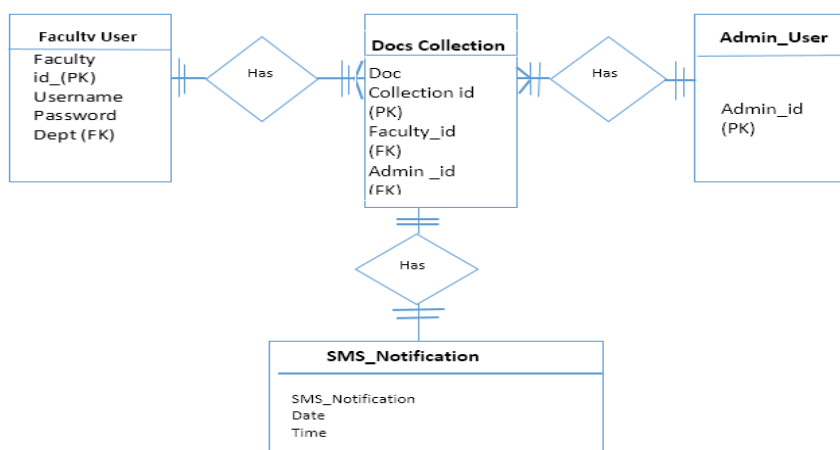 Faculty User
Faculty
id_(PK)
Username
Password
Dept (FK)
Has
Docs Collection
Doc
Collection id
(PK)
Faculty_id
(FK)
Admin _id
(FK)
Has
Admin_User
Admin_id
(PK)
Has
SMS_Notification
SMS_Notification
Date
Time